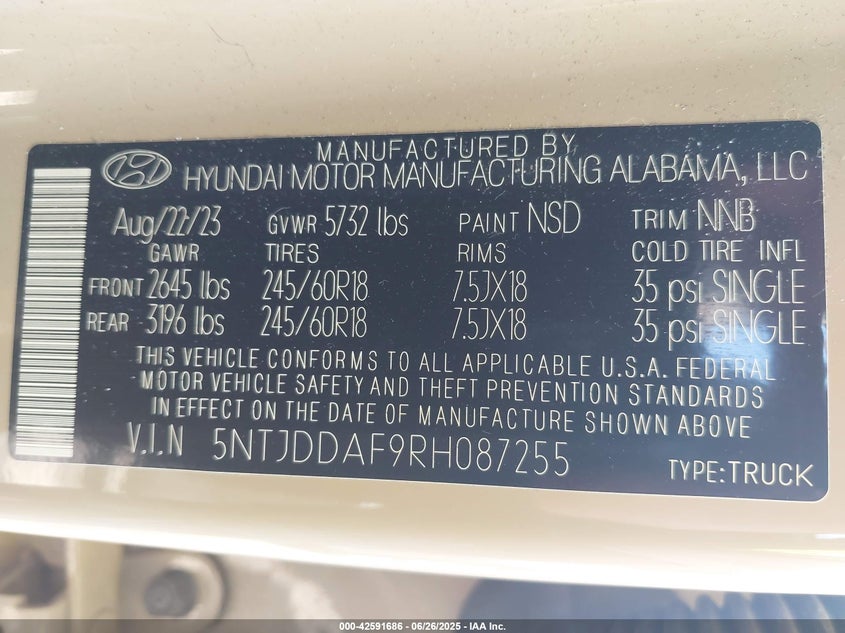 MANUFACTURED BY
HYUNDAI MOTOR MANUFACTURING ALABAMA, LLC
Aug/22/23 GVWR 5732 lbs PAINT NSD TRIM NNB
GAWR TIRES RIMS COLD TIRE INFL
FRONT 2645 lbs 245/60R18 7.5JX18 35 psi SINGLE
REAR 3196 lbs 245/60R18 7.5JX18 35 psi SINGLE
THIS VEHICLE CONFORMS TO ALL APPLICABLE U.S.A. FEDERAL
MOTOR VEHICLE SAFETY AND THEFT PREVENTION STANDARDS
IN EFFECT ON THE DATE OF MANUFACTURE SHOWN ABOVE
V.I.N 5NTJDDAF9RH087255
TYPE:TRUCK
000-42591686 - 06/26/2025 - IAA Inc.